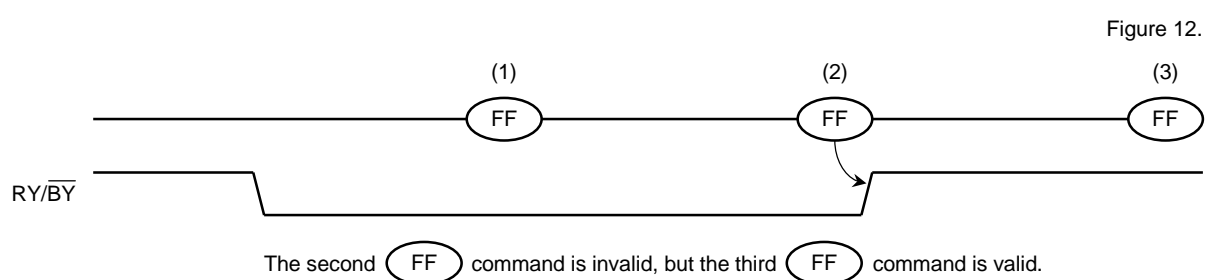 Figure 12.
(1) (2) (3)
FF FF FF
RY/B̅Y̅
The second FF command is invalid, but the third FF command is valid.